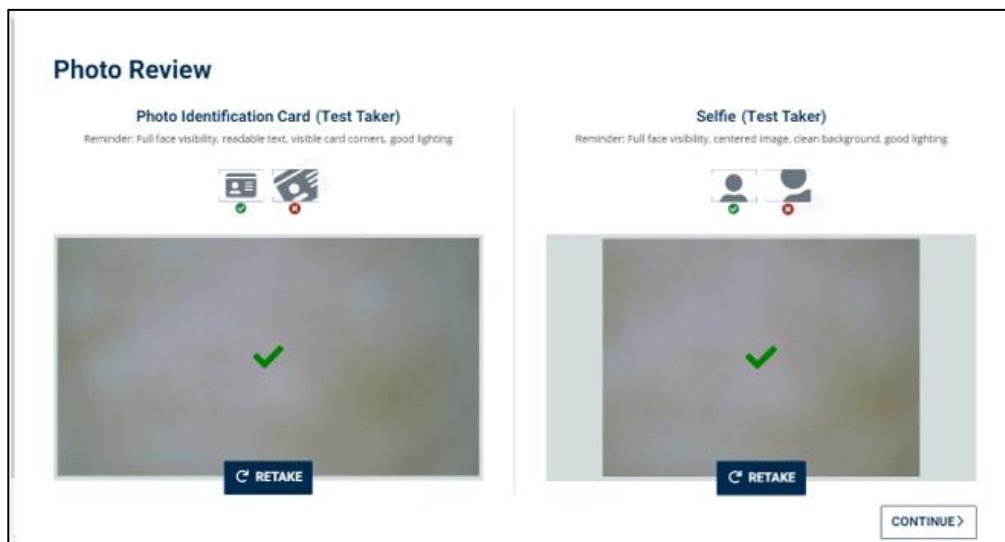 Photo Review
Photo Identification Card (Test Taker)
Reminder: Full face visibility, readable text, visible card corners, good lighting
RETAKE
Selfie (Test Taker)
Reminder: Full face visibility, centered image, clean background, good lighting
RETAKE
CONTINUE>